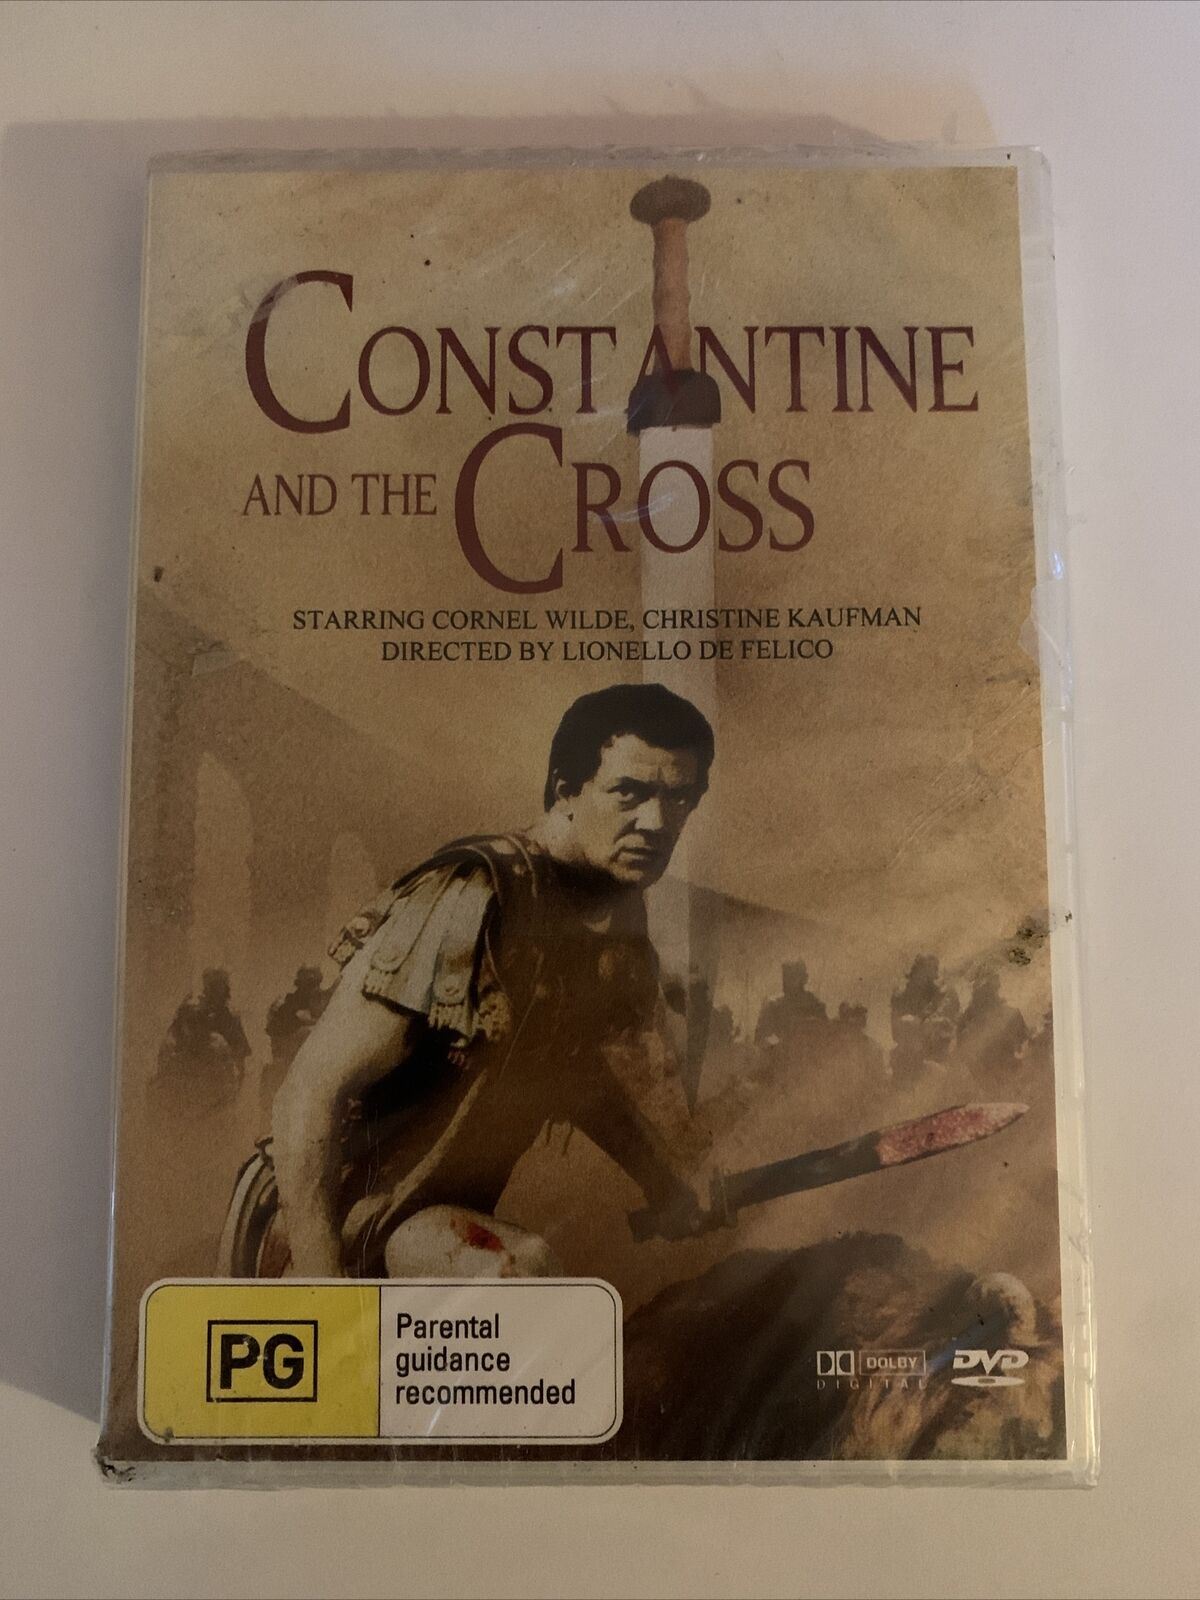 CONSTANTINE
AND THE CROSS
STARRING CORNEL WILDE, CHRISTINE KAUFMAN
DIRECTED BY LIONELLO DE FELICO
PG
Parental
guidance
recommended
DOLBY
DIGITAL
DVD